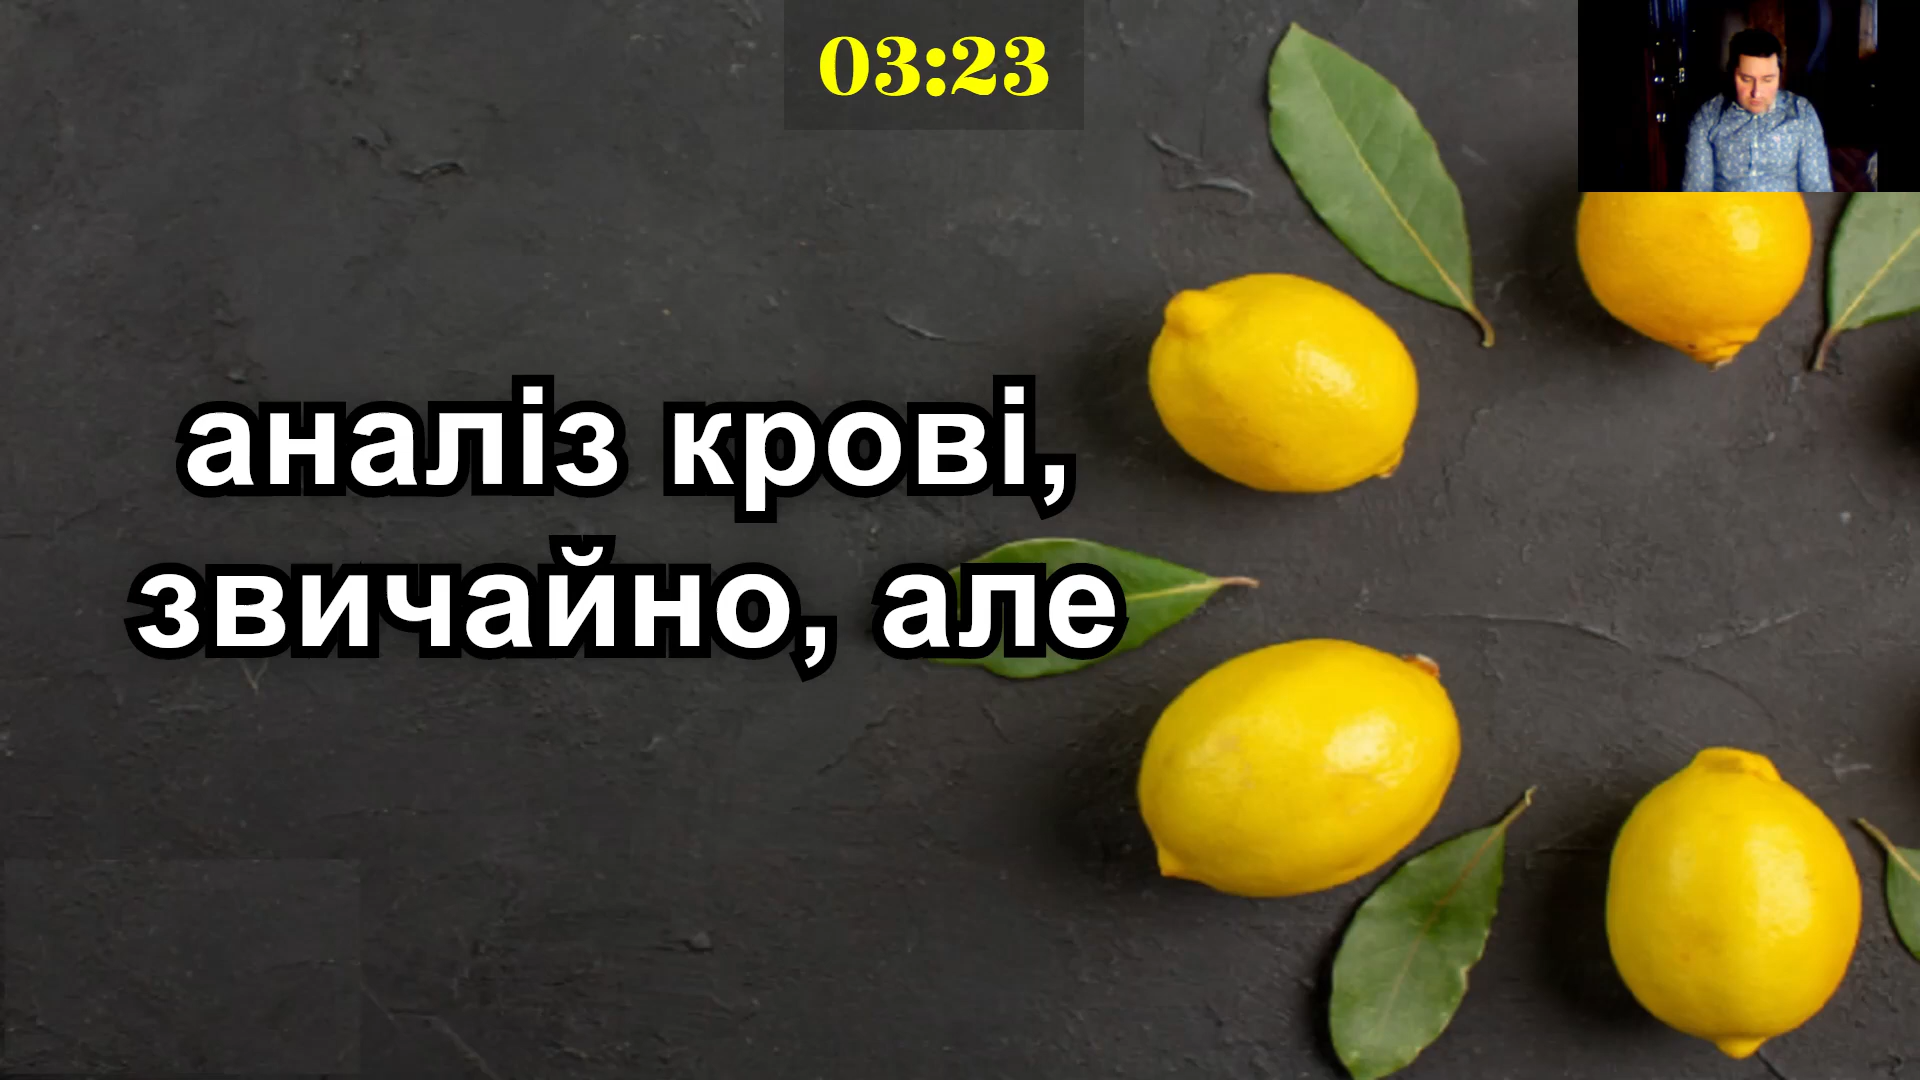 03:23
аналіз крові,
звичайно, але